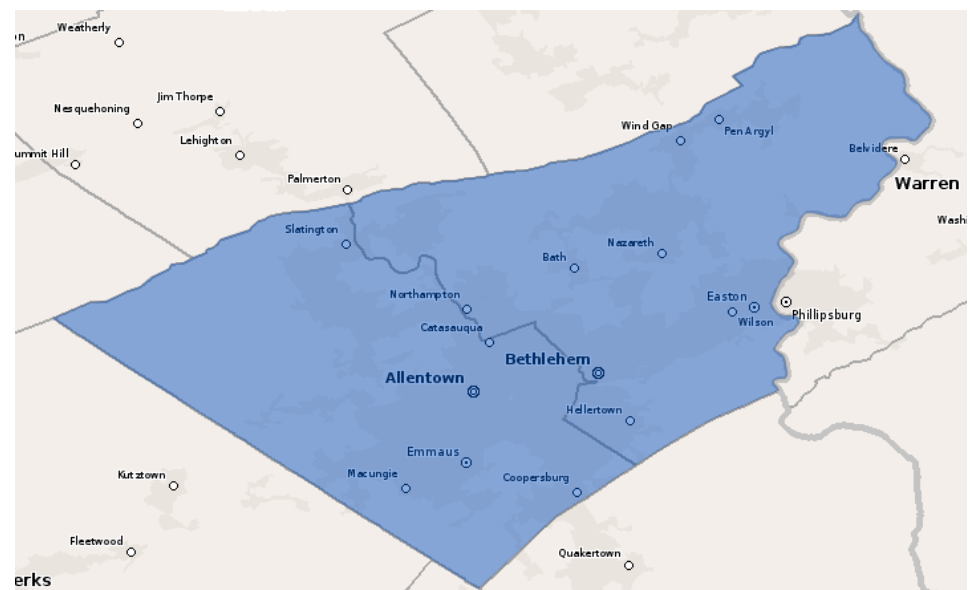 Weatherly
on
Jim Thorpe
Nesquehoning
Lehighton
ummit Hill
Palmerton
Wind Gap
Pen Argyl
Belvidere
Warren
Washi
Slatington
Nazareth
Bath
Northampton
Easton
Wilson
Phillipsburg
Catasauqua
Bethlehem
Allentown
Hellertown
Emmaus
Macungie
Coopersburg
Kutztown
Fleetwood
Quakertown
erks